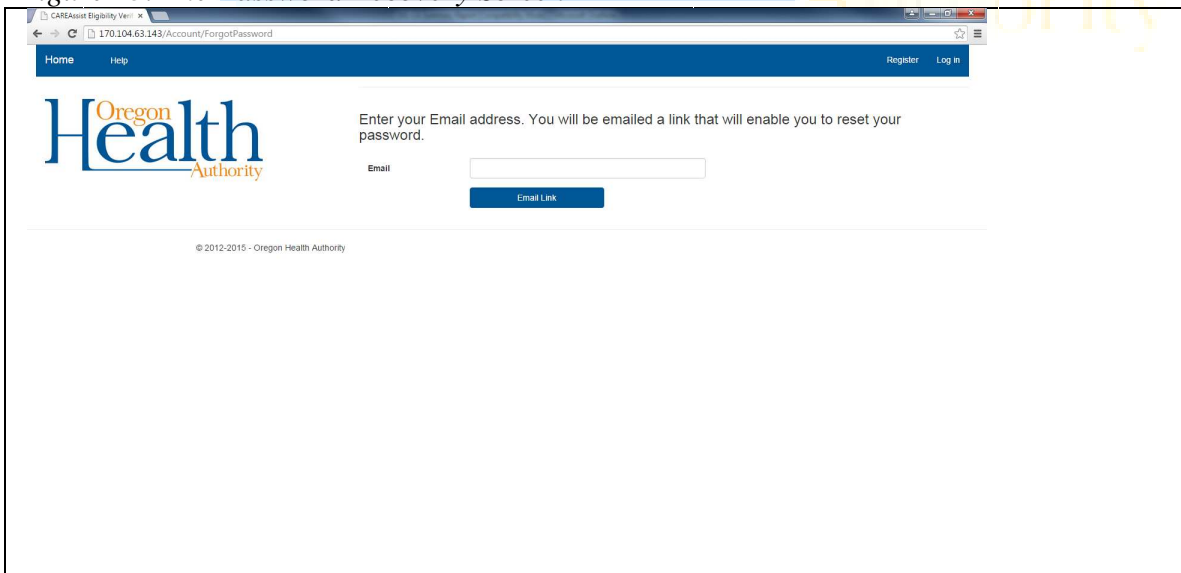 CAREAssist Eligibility Veri
170.104.63.143/Account/ForgotPassword
Home Help Register Log in
Oregon
Health
Authority
Enter your Email address. You will be emailed a link that will enable you to reset your
password.
Email
Email Link
© 2012-2015 - Oregon Health Authority